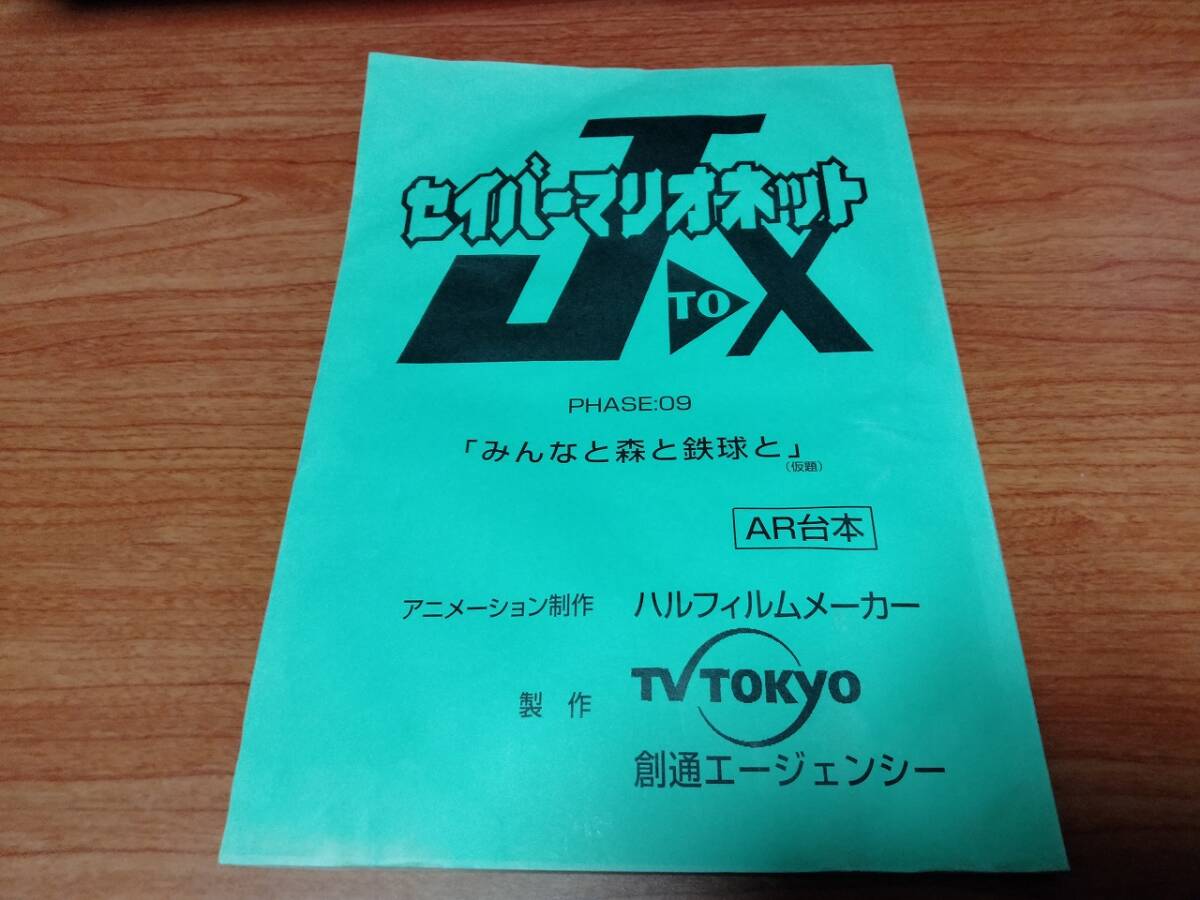 セイバーマリオネット
J TO X
PHASE:09
「みんなと森と鉄球と」
(仮題)
AR台本
アニメーション制作 ハルフィルムメーカー
製作 TV TOKYO
創通エージェンシー